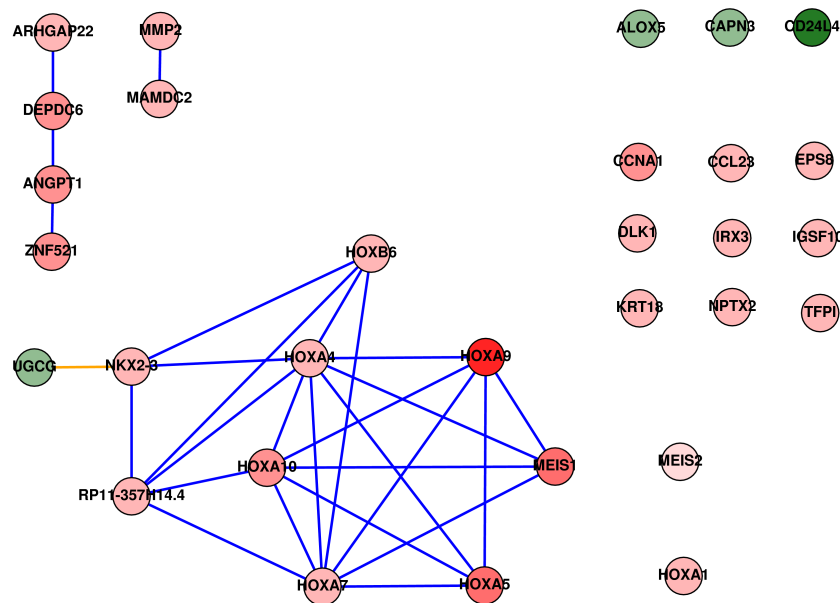 ARHGAP22
MMP2
ALOX5
CAPN3
CD24L4
MAMDC2
DEPDC6
CCNA1
CCL23
EPS8
ANGPT1
DLK1
IRX3
IGSF10
ZNF521
HOXB6
KRT18
NPTX2
TFPI
UGCG
NKX2-3
HOXA4
HOXA9
HOXA10
MEIS1
MEIS2
RP11-357H14.4
HOXA7
HOXA5
HOXA1